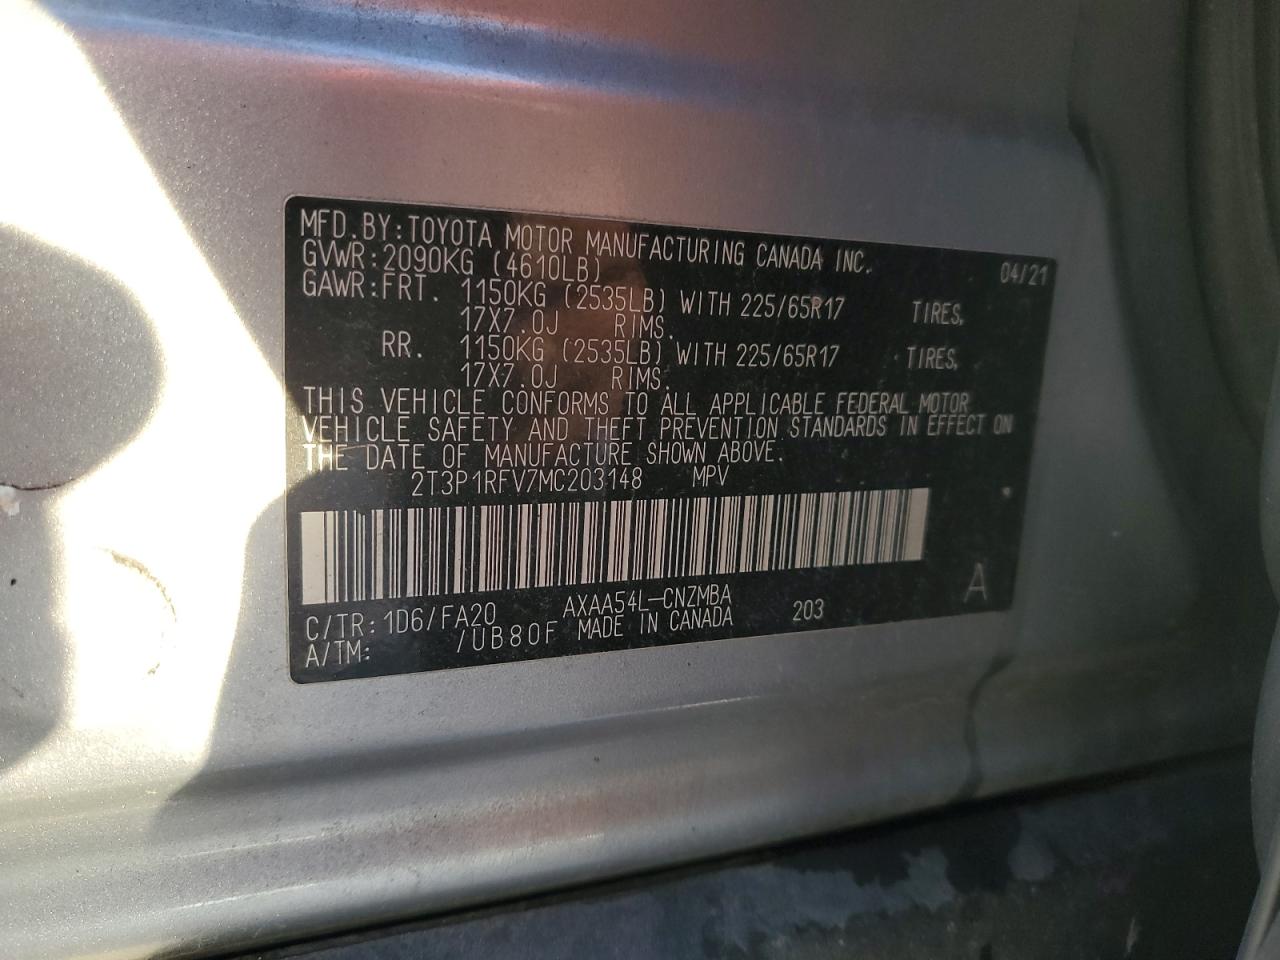 MFD.BY:TOYOTA MOTOR MANUFACTURING CANADA INC. 04/21
GVWR:2090KG (4610LB)
GAWR:FRT. 1150KG (2535LB) WITH 225/65R17 TIRES,
17X7.0J RIMS.
RR. 1150KG (2535LB) WITH 225/65R17 TIRES,
17X7.0J RIMS.
THIS VEHICLE CONFORMS TO ALL APPLICABLE FEDERAL MOTOR
VEHICLE SAFETY AND THEFT PREVENTION STANDARDS IN EFFECT ON
THE DATE OF MANUFACTURE SHOWN ABOVE.
2T3P1RFV7MC203148 MPV
C/TR:1D6/FA20 AXAA54L-CNZMBA 203 A
A/TM: /UB80F MADE IN CANADA